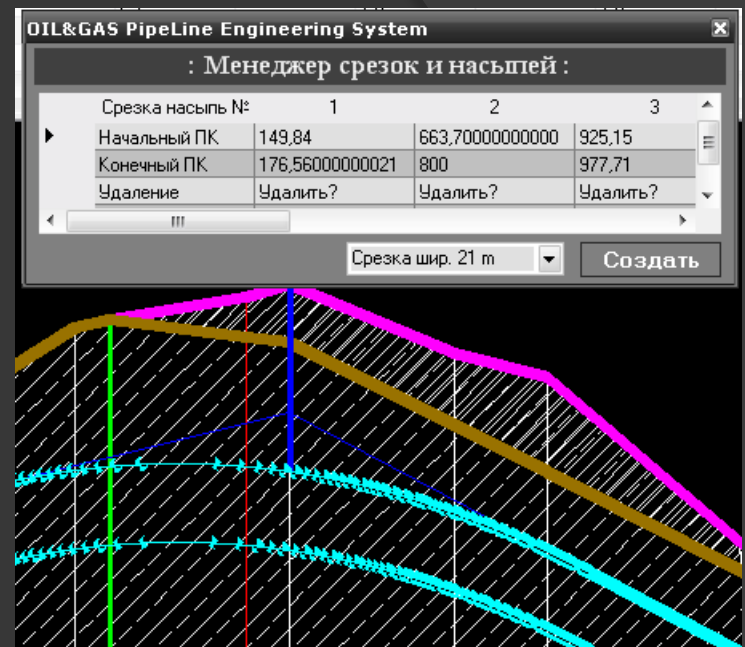 OIL&GAS PipeLine Engineering System
: Менеджер срезок и насыпей :
Срезка насыпь № 1 2 3
Начальный ПК 149,84 663,70000000000 925,15
Конечный ПК 176,56000000021 800 977,71
Удаление Удалить? Удалить? Удалить?
Срезка шир. 21 m Создать